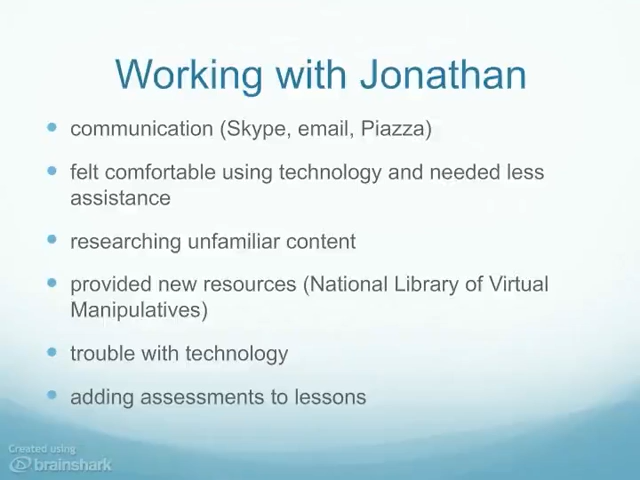 Working with Jonathan
communication (Skype, email, Piazza)
felt comfortable using technology and needed less
assistance
researching unfamiliar content
provided new resources (National Library of Virtual
Manipulatives)
trouble with technology
adding assessments to lessons
Created using
brainshark